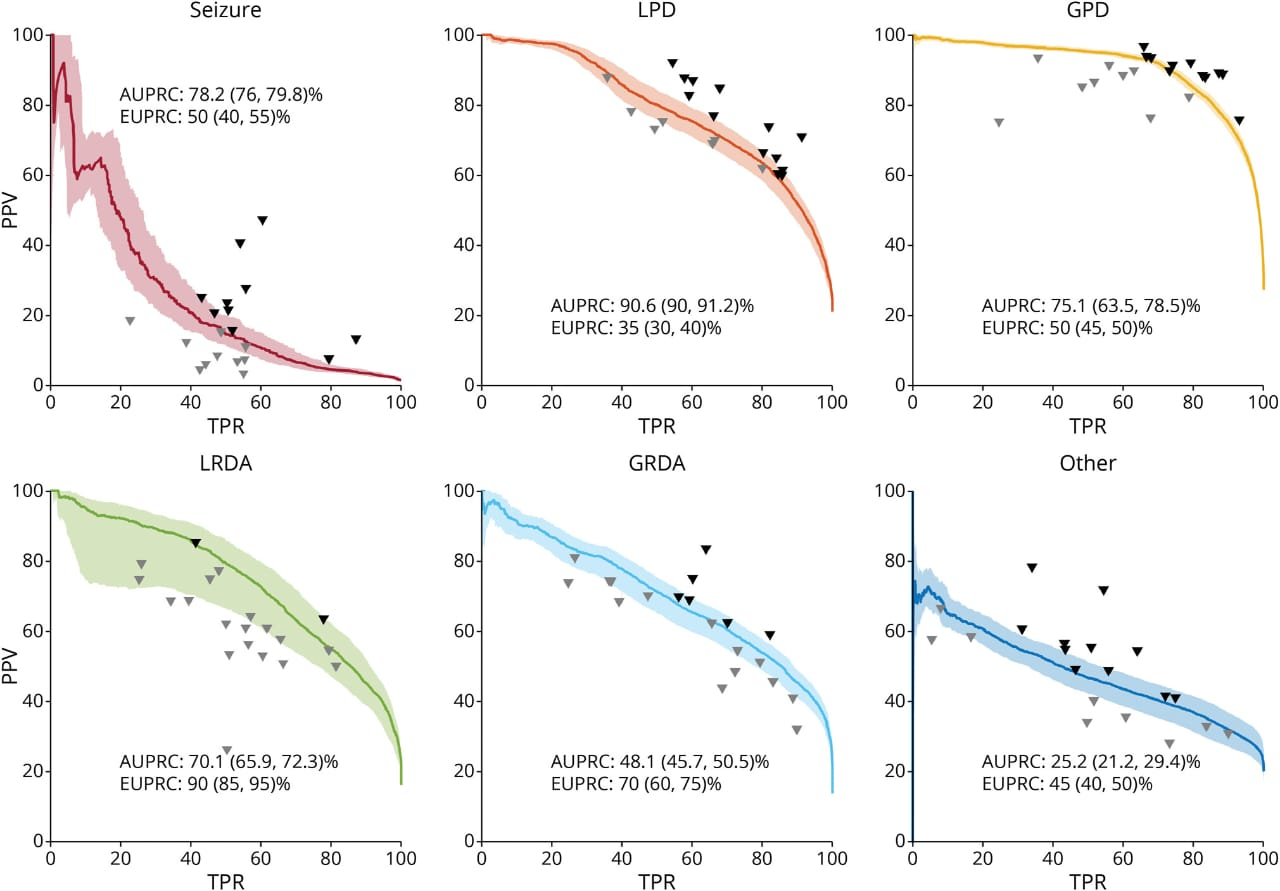 Seizure
100
80
60
40
20
0
PPV
AUPRC: 78.2 (76, 79.8)%
EUPRC: 50 (40, 55)%
0 20 40 60 80 100
TPR
LPD
100
80
60
40
20
0
AUPRC: 90.6 (90, 91.2)%
EUPRC: 35 (30, 40)%
0 20 40 60 80 100
TPR
GPD
100
80
60
40
20
0
AUPRC: 75.1 (63.5, 78.5)%
EUPRC: 50 (45, 50)%
0 20 40 60 80 100
TPR
LRDA
100
80
60
40
20
0
PPV
AUPRC: 70.1 (65.9, 72.3)%
EUPRC: 90 (85, 95)%
0 20 40 60 80 100
TPR
GRDA
100
80
60
40
20
0
AUPRC: 48.1 (45.7, 50.5)%
EUPRC: 70 (60, 75)%
0 20 40 60 80 100
TPR
Other
100
80
60
40
20
0
AUPRC: 25.2 (21.2, 29.4)%
EUPRC: 45 (40, 50)%
0 20 40 60 80 100
TPR